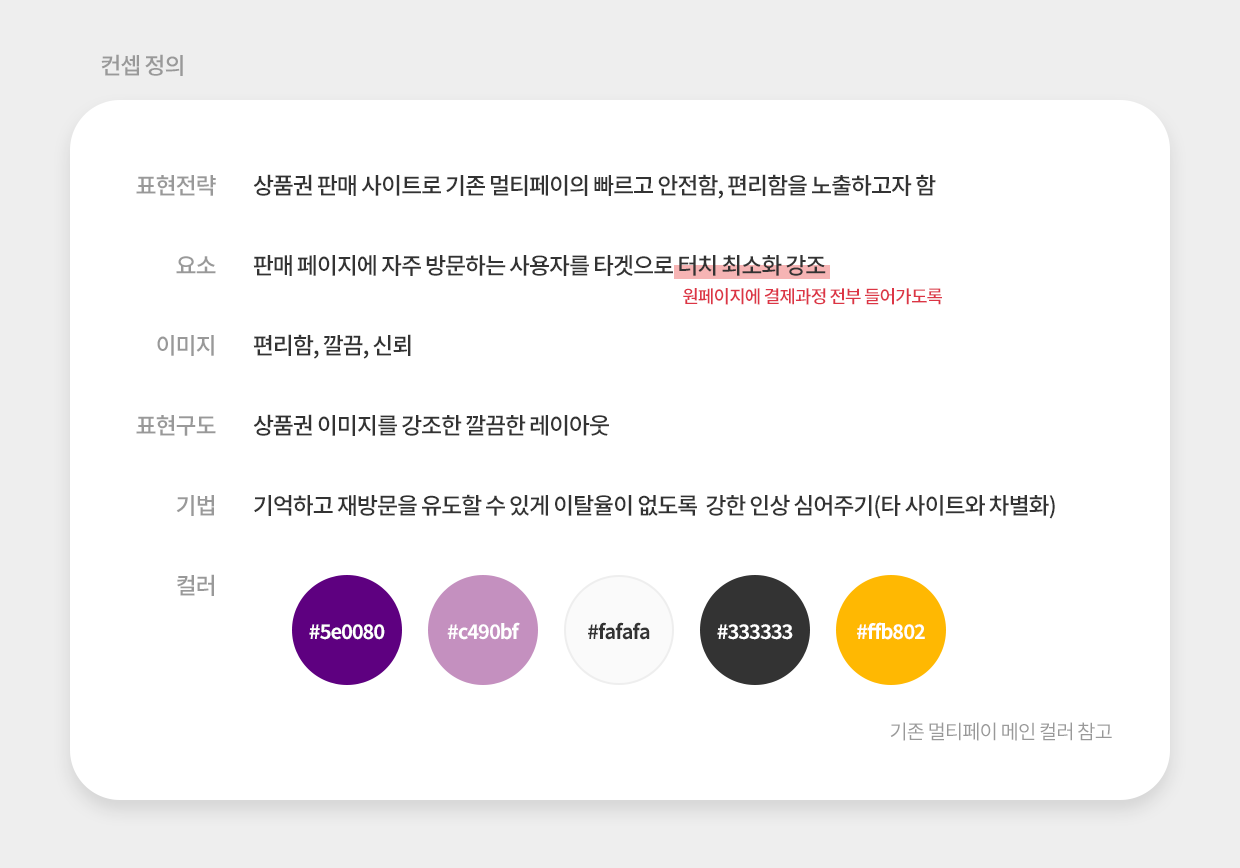 컨셉 정의
표현전략 상품권 판매 사이트로 기존 멀티페이의 빠르고 안전함, 편리함을 노출하고자 함
요소 판매 페이지에 자주 방문하는 사용자를 타겟으로 터치 최소화 강조
원페이지에 결제과정 전부 들어가도록
이미지 편리함, 깔끔, 신뢰
표현구도 상품권 이미지를 강조한 깔끔한 레이아웃
기법 기억하고 재방문을 유도할 수 있게 이탈율이 없도록 강한 인상 심어주기(타 사이트와 차별화)
컬러
#5e0080 #c490bf #fafafa #333333 #ffb802
기존 멀티페이 메인 컬러 참고